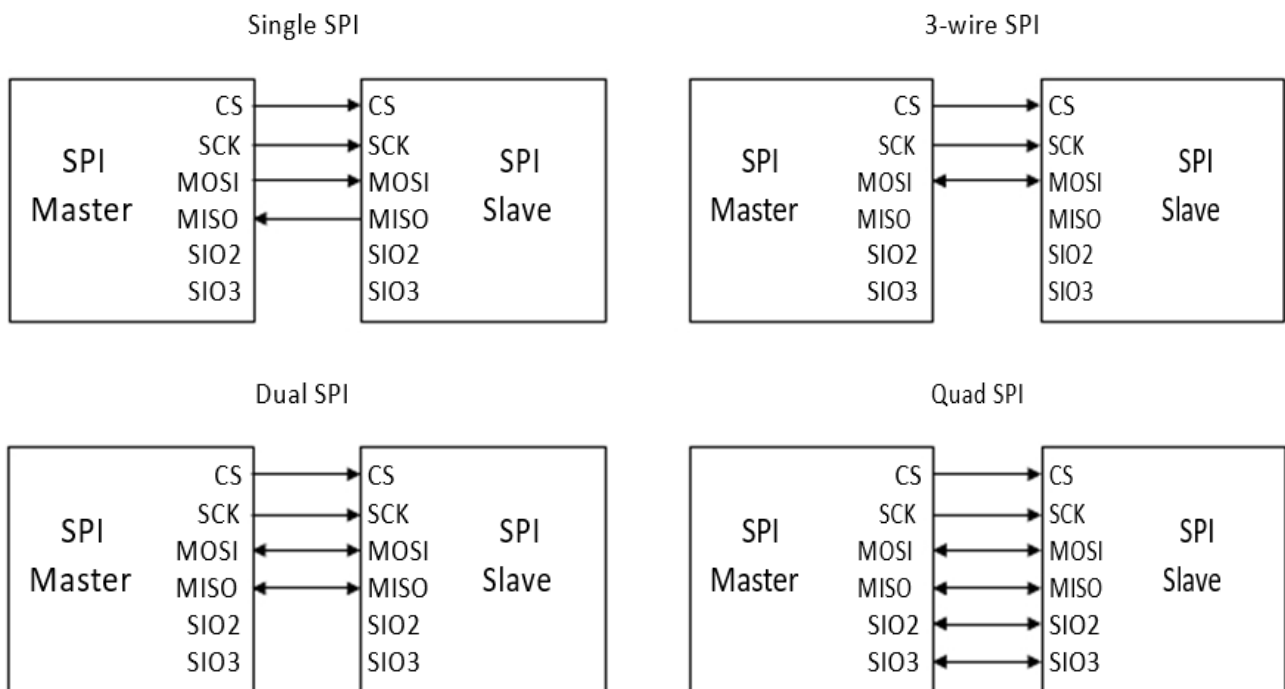 Single SPI
3-wire SPI
CS CS
SCK SCK
SPI SPI
MOSI MOSI
Master Slave
MISO MISO
SIO2 SIO2
SIO3 SIO3
CS CS
SCK SCK
SPI SPI
MOSI MOSI
Master Slave
MISO MISO
SIO2 SIO2
SIO3 SIO3
Dual SPI
Quad SPI
CS CS
SCK SCK
SPI SPI
MOSI MOSI
Master Slave
MISO MISO
SIO2 SIO2
SIO3 SIO3
CS CS
SCK SCK
SPI SPI
MOSI MOSI
Master Slave
MISO MISO
SIO2 SIO2
SIO3 SIO3